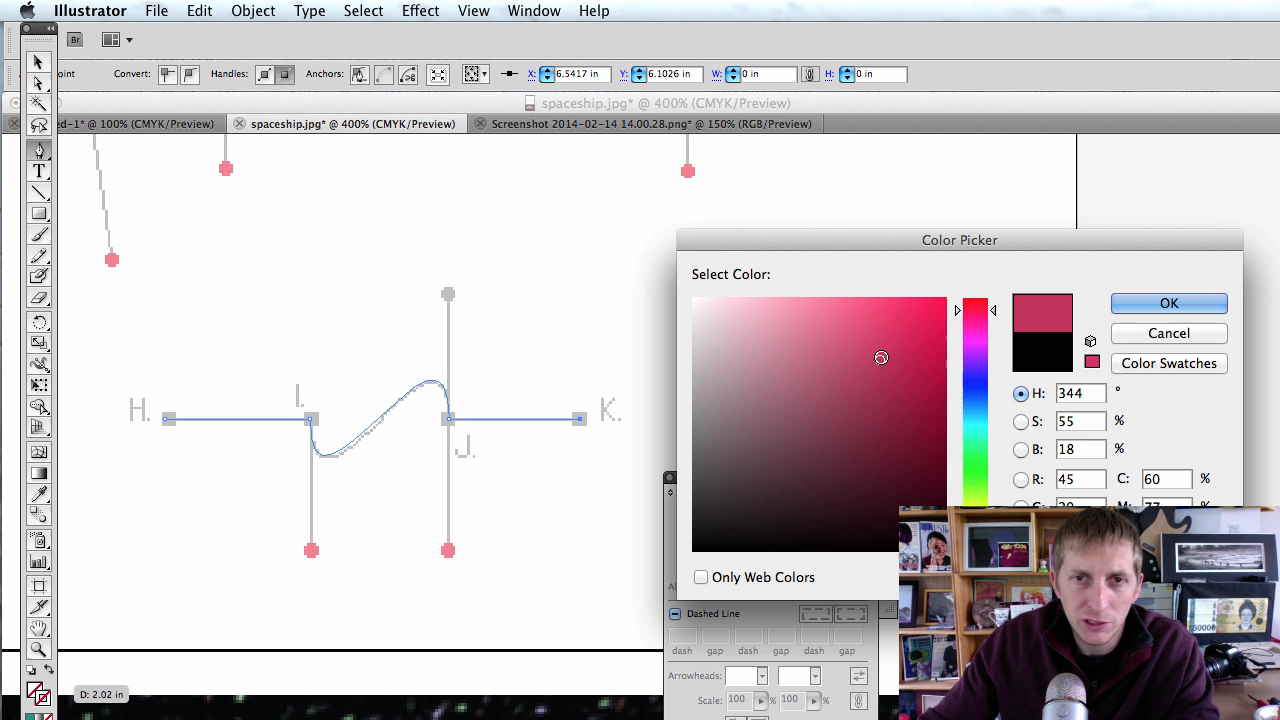 Illustrator File Edit Object Type Select Effect View Window Help
Br
oint Convert: Handles: Anchors: X: 6.5417 in Y: 6.1026 in W: 0 in H: 0 in
spaceship.jpg* @ 400% (CMYK/Preview)
ed-1* @ 100% (CMYK/Preview) spaceship.jpg* @ 400% (CMYK/Preview) Screenshot 2014-02-14 14.00.28.png* @ 150% (RGB/Preview)
T
Color Picker
Select Color:
OK
Cancel
Color Swatches
H: 344 °
S: 55 %
B: 18 %
R: 45 C: 60 %
H. I. J. K.
Only Web Colors
Dashed Line
dash gap dash gap dash gap
Arrowheads:
Scale: 100 % 100 %
D: 2.02 in